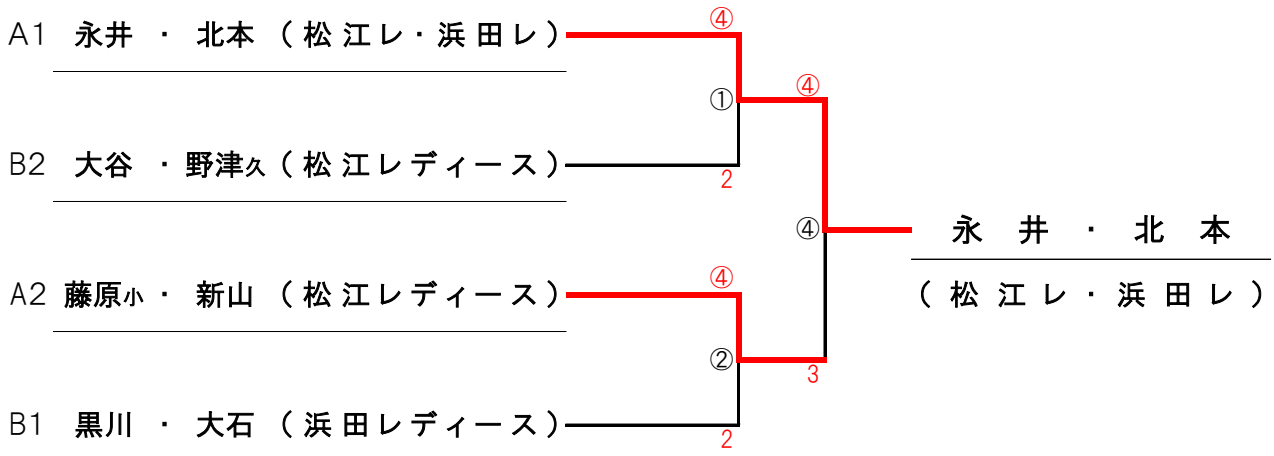 ④
A1 永井 ・ 北本 (松江レ・浜田レ)
④
①
B2 大谷 ・ 野津久 (松江レディース)
2
④
永井・北本
④
A2 藤原小 ・ 新山 (松江レディース)
(松江レ・浜田レ)
②
3
B1 黒川 ・ 大石 (浜田レディース)
2